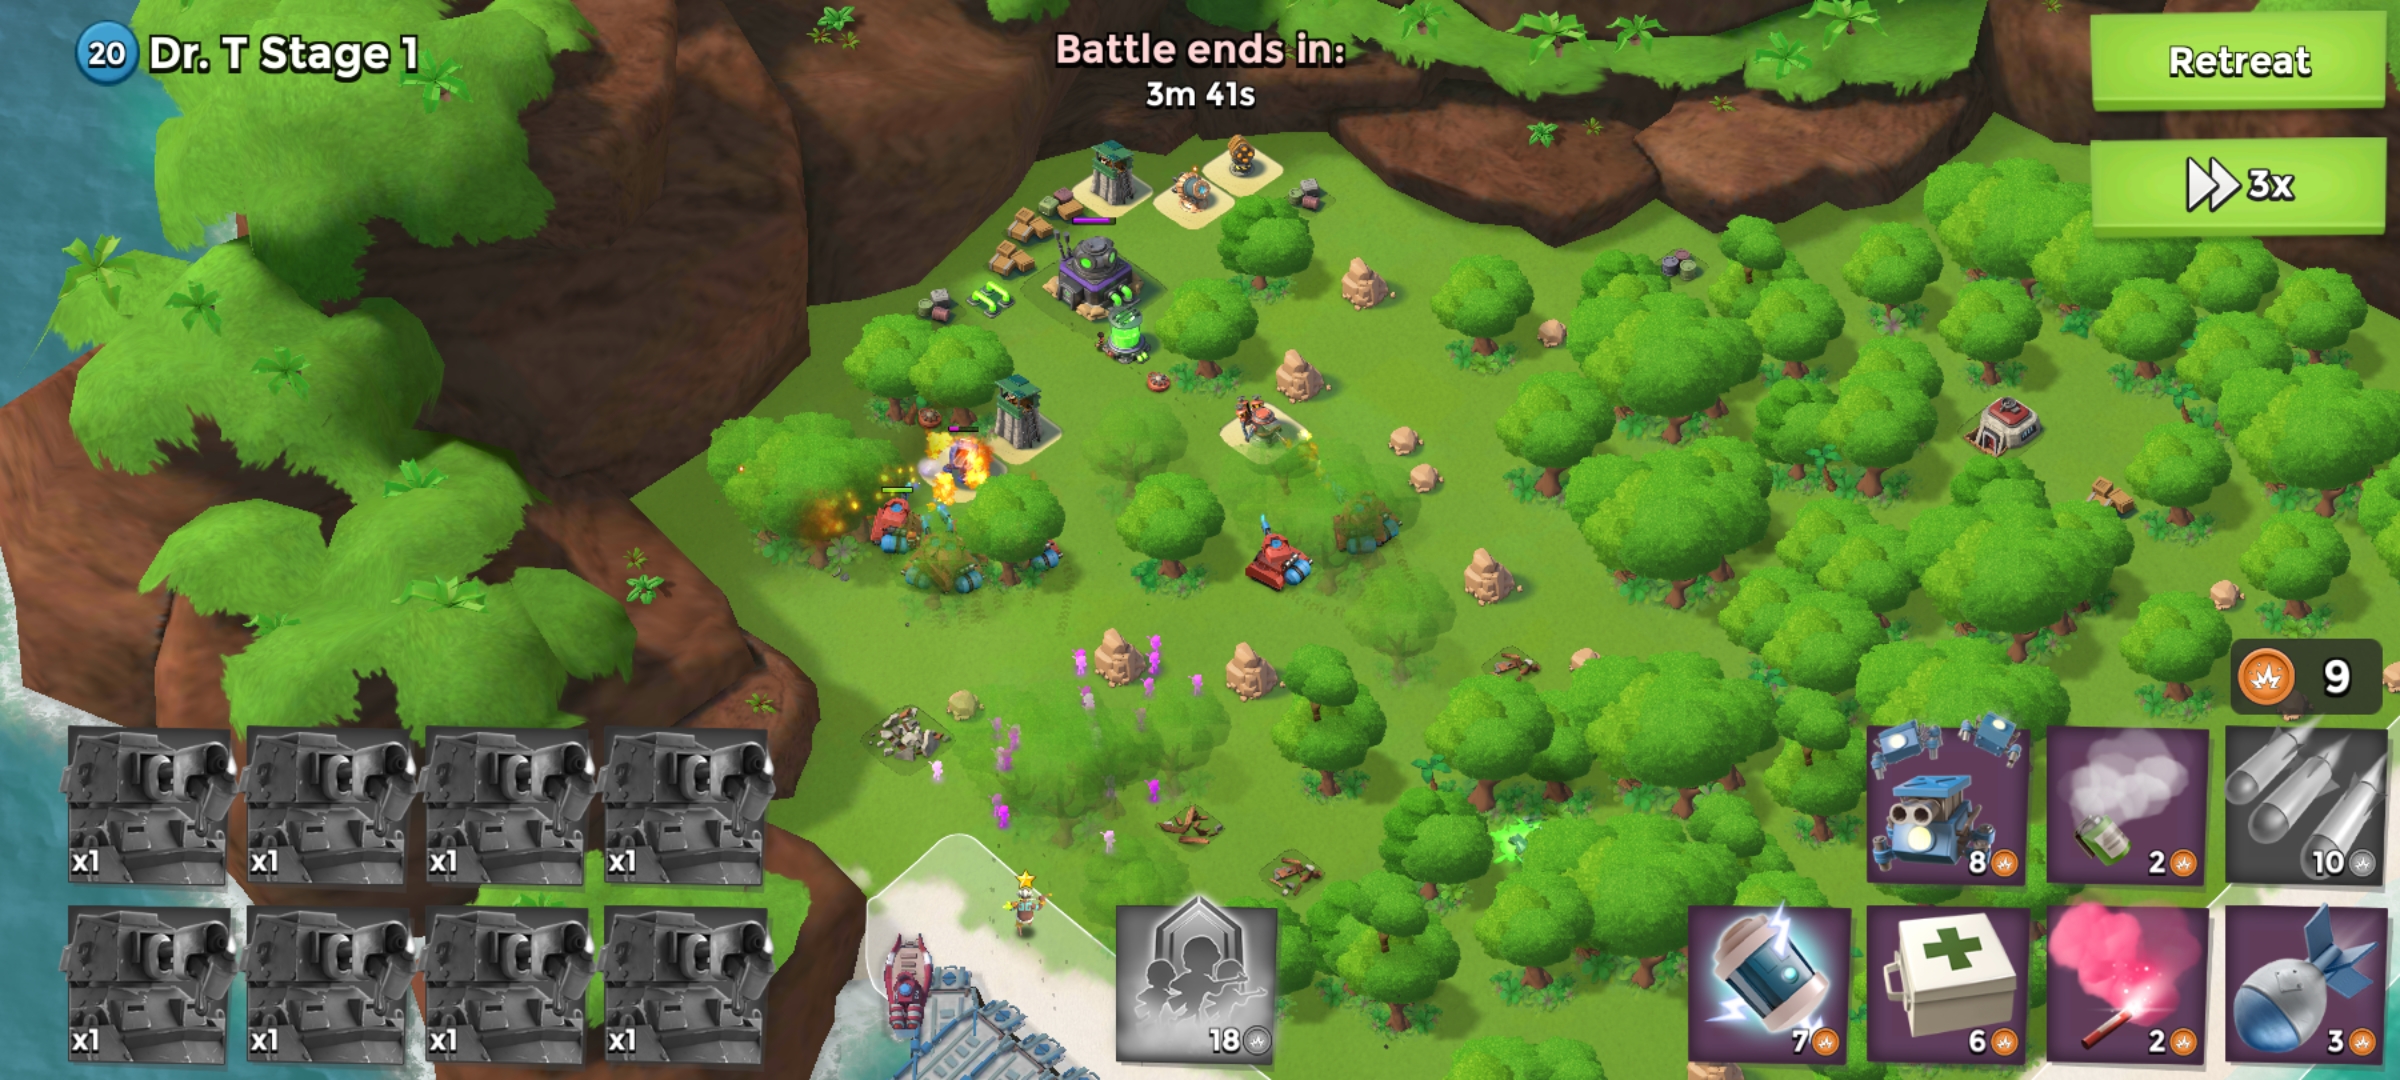 20 Dr. T Stage 1
Battle ends in:
3m 41s
Retreat
3x
9
x1 x1 x1 x1
8 2 10
x1 x1 x1 x1
18 7 6 2 3